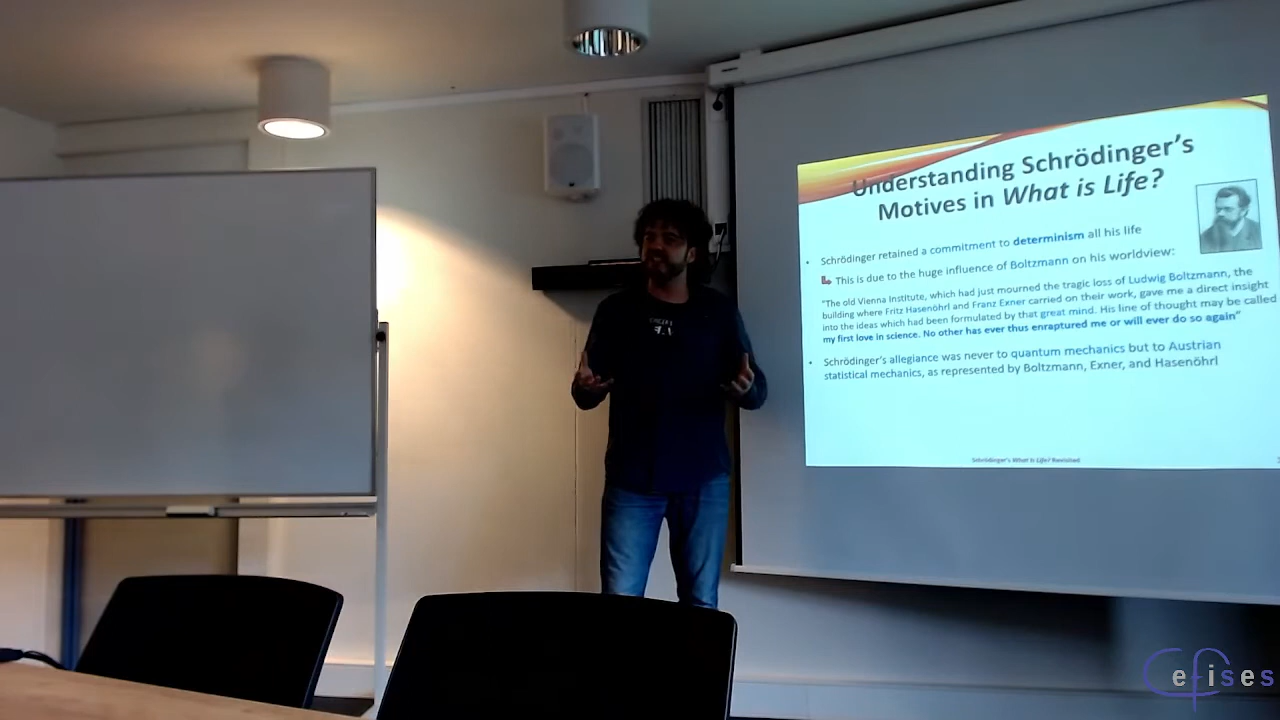 Understanding Schrödinger's
Motives in What is Life?
• Schrödinger retained a commitment to determinism all his life
This is due to the huge influence of Boltzmann on his worldview:
"The old Vienna Institute, which had just mourned the tragic loss of Ludwig Boltzmann, the
building where Fritz Hasenöhrl and Franz Exner carried on their work, gave me a direct insight
into the ideas which had been formulated by that great mind. His line of thought may be called
my first love in science. No other has ever thus enraptured me or will ever do so again"
• Schrödinger's allegiance was never to quantum mechanics but to Austrian
statistical mechanics, as represented by Boltzmann, Exner, and Hasenöhrl
Schrödinger's What Is Life? Revisited
Cefises